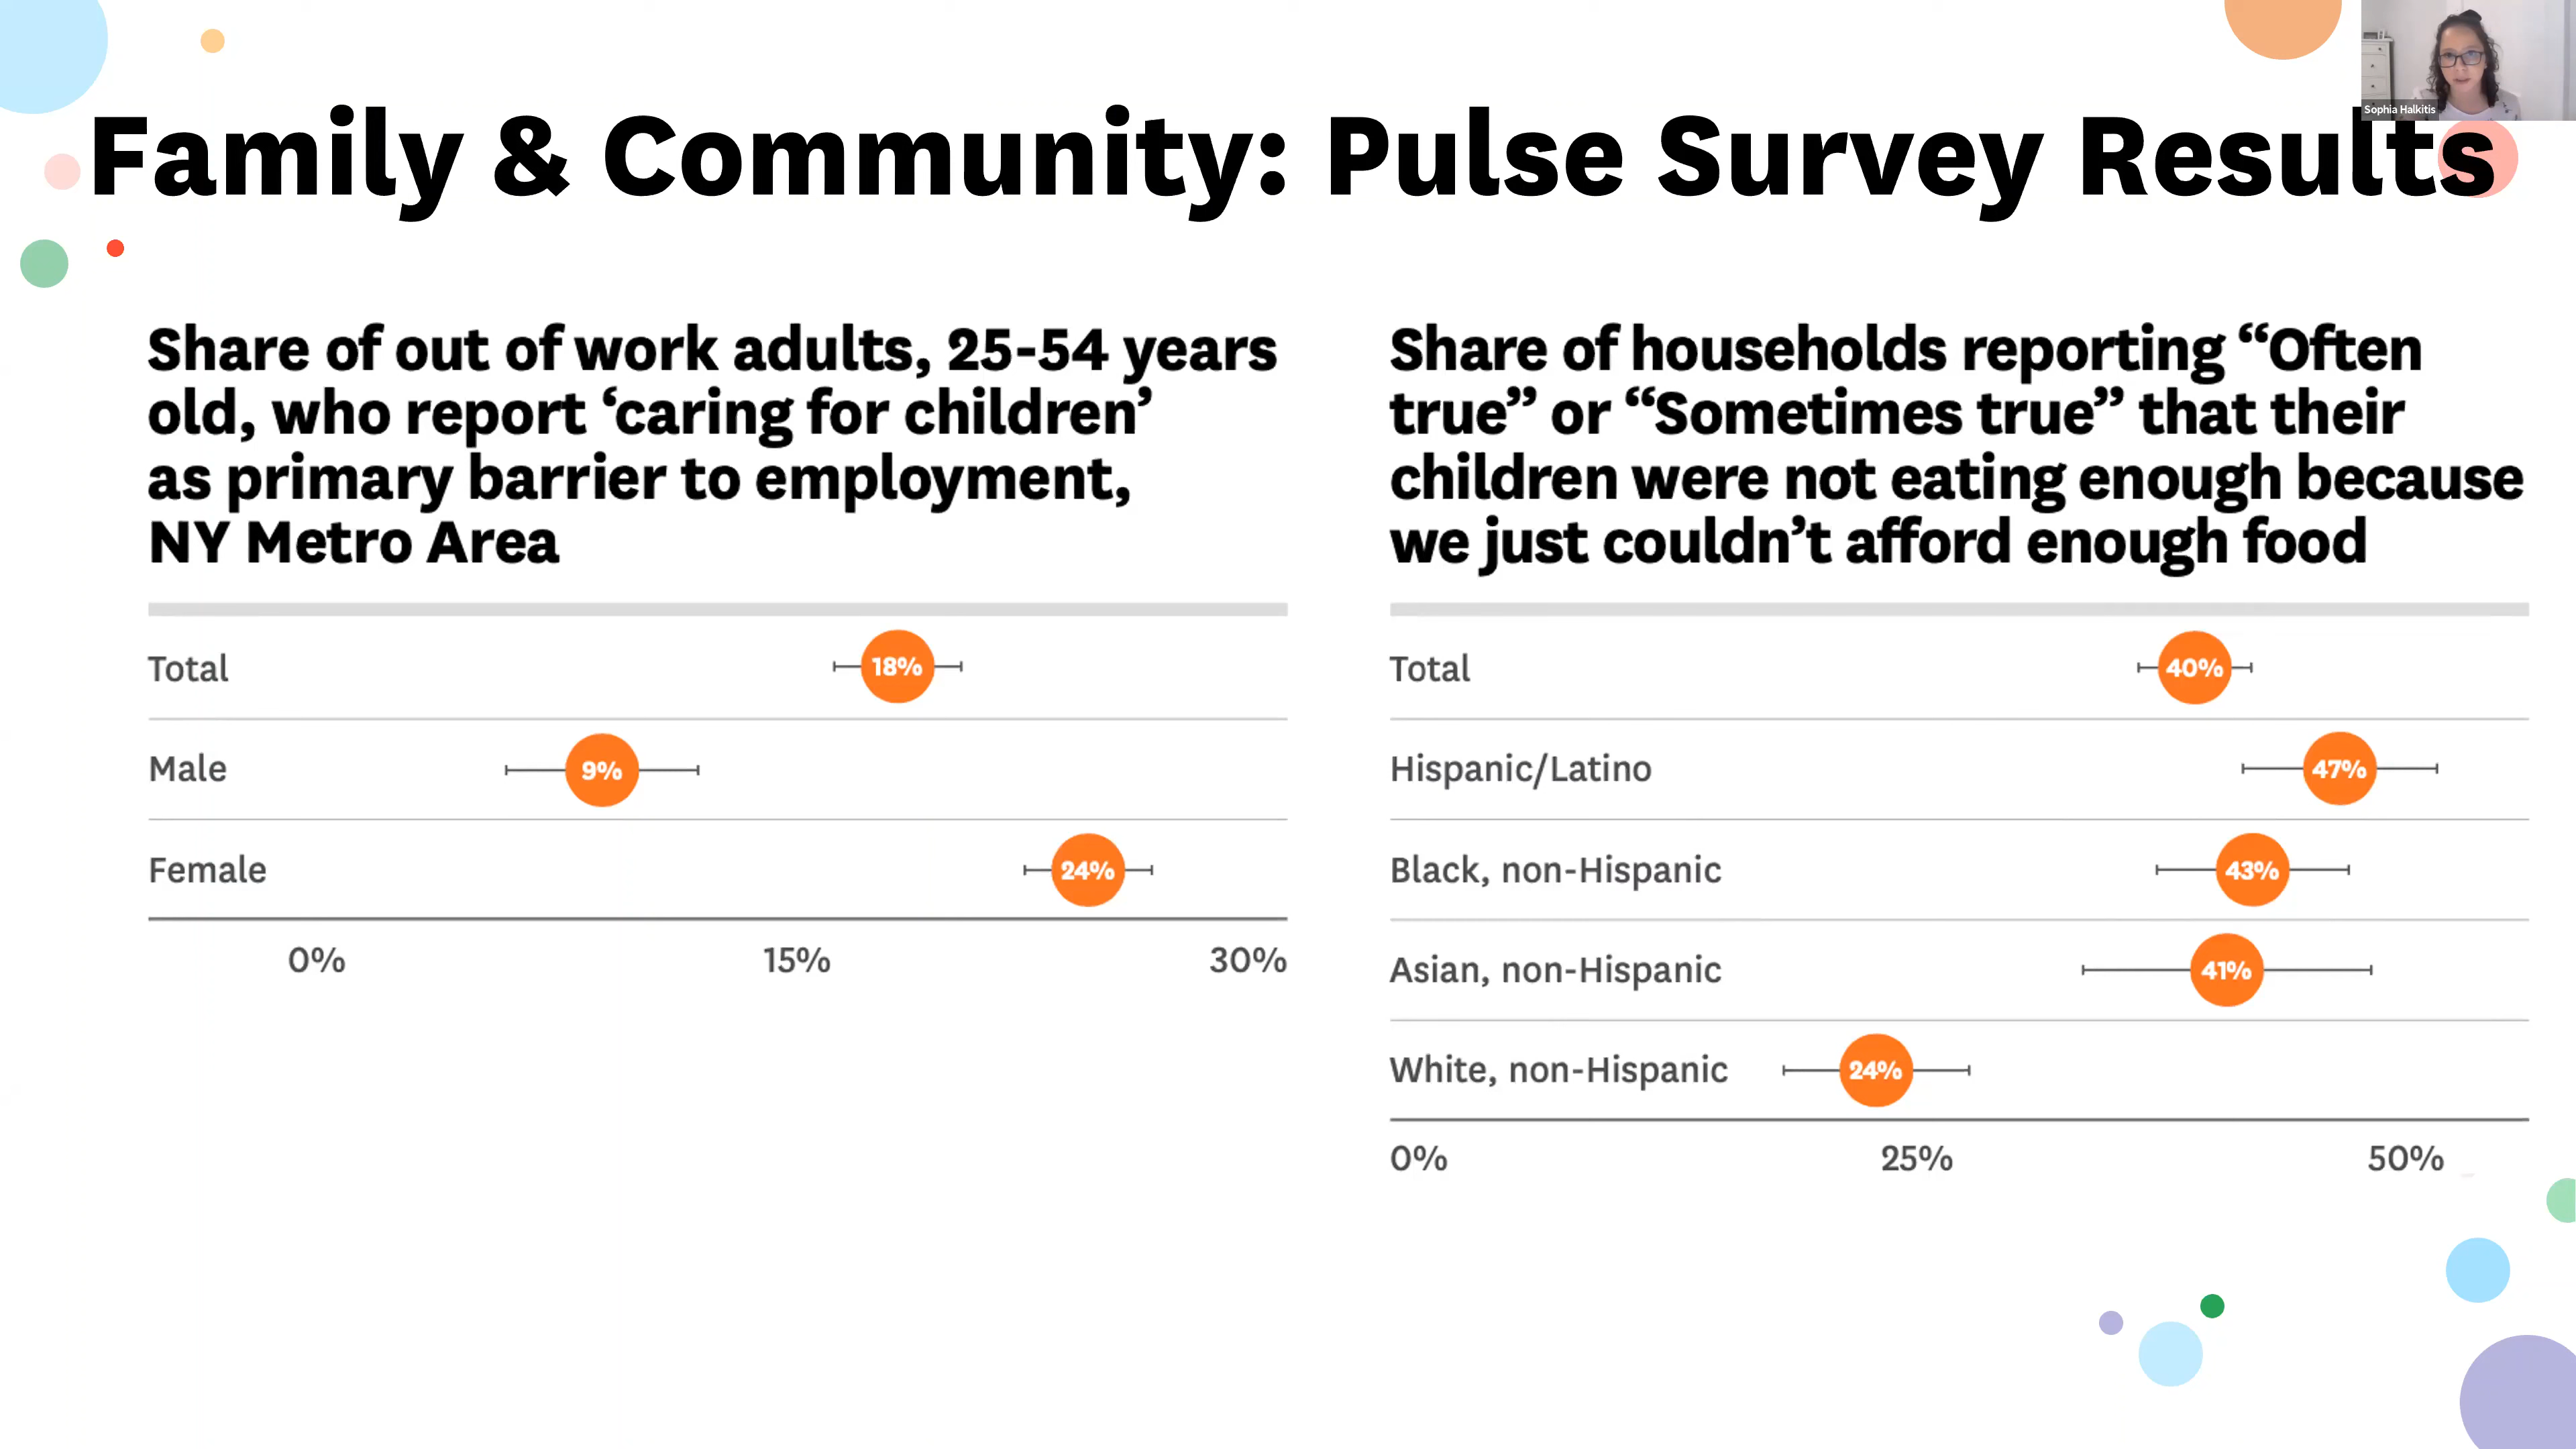 Sophia Halkitis
Family & Community: Pulse Survey Results
Share of out of work adults, 25-54 years
old, who report ‘caring for children’
as primary barrier to employment,
NY Metro Area
Total
18%
Male
9%
Female
24%
0% 15% 30%
Share of households reporting “Often
true” or “Sometimes true” that their
children were not eating enough because
we just couldn’t afford enough food
Total
40%
Hispanic/Latino
47%
Black, non-Hispanic
43%
Asian, non-Hispanic
41%
White, non-Hispanic
24%
0% 25% 50%